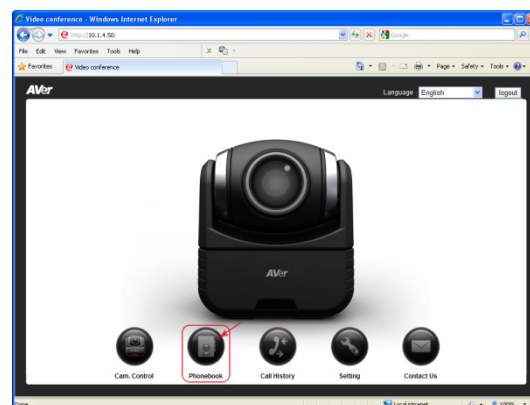 Video conference - Windows Internet Explorer
http://10.1.4.50/
Google
File Edit View Favorites Tools Help
Favorites Video conference
Page Safety Tools
AVer
Language English logout
AVer
Cam. Control Phonebook Call History Setting Contact Us
Done Local intranet 100%